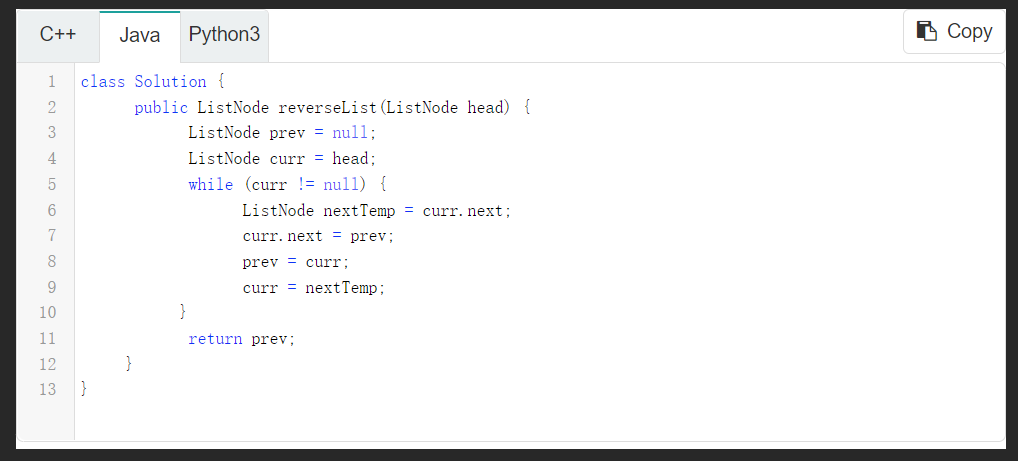 C++ Java Python3 Copy
1 class Solution {
2 public ListNode reverseList(ListNode head) {
3 ListNode prev = null;
4 ListNode curr = head;
5 while (curr != null) {
6 ListNode nextTemp = curr.next;
7 curr.next = prev;
8 prev = curr;
9 curr = nextTemp;
10 }
11 return prev;
12 }
13 }